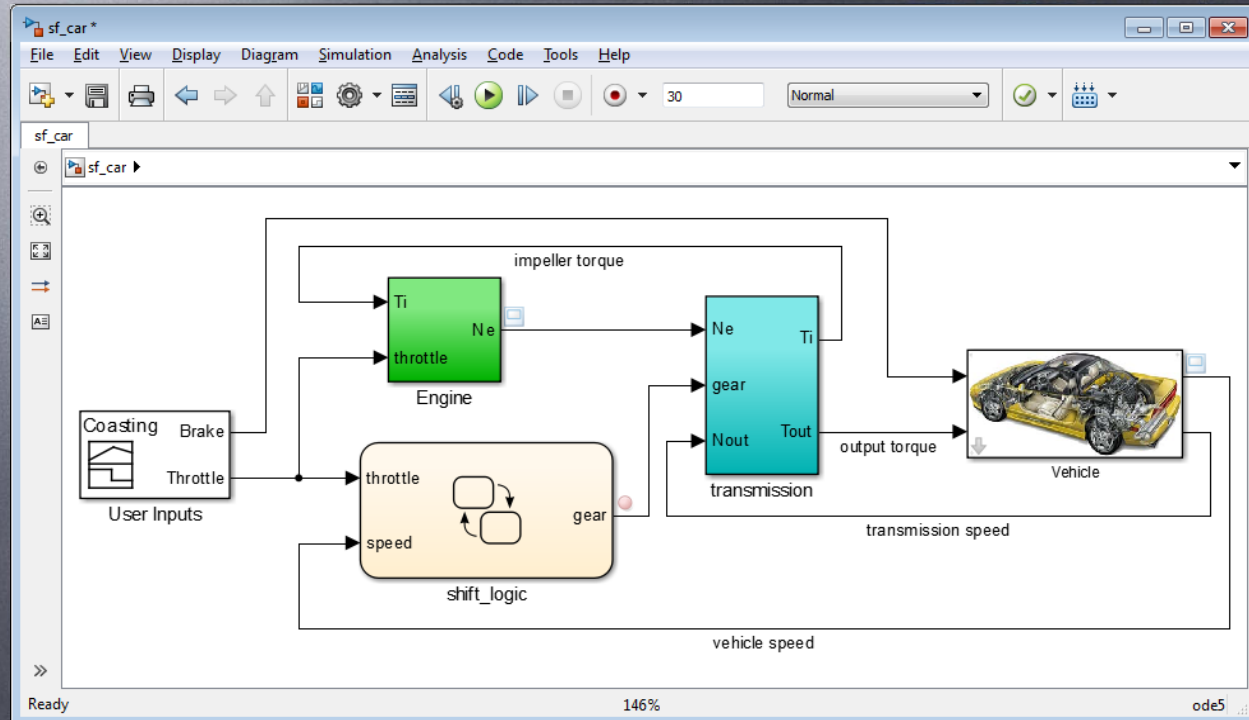 sf_car *
File Edit View Display Diagram Simulation Analysis Code Tools Help
30
Normal
sf_car
sf_car
impeller torque
Ti
Ne
throttle
Engine
Ne
Ti
gear
Tout
Nout
transmission
output torque
Vehicle
Coasting
Brake
Throttle
User Inputs
throttle
gear
speed
shift_logic
transmission speed
vehicle speed
Ready
146%
ode5